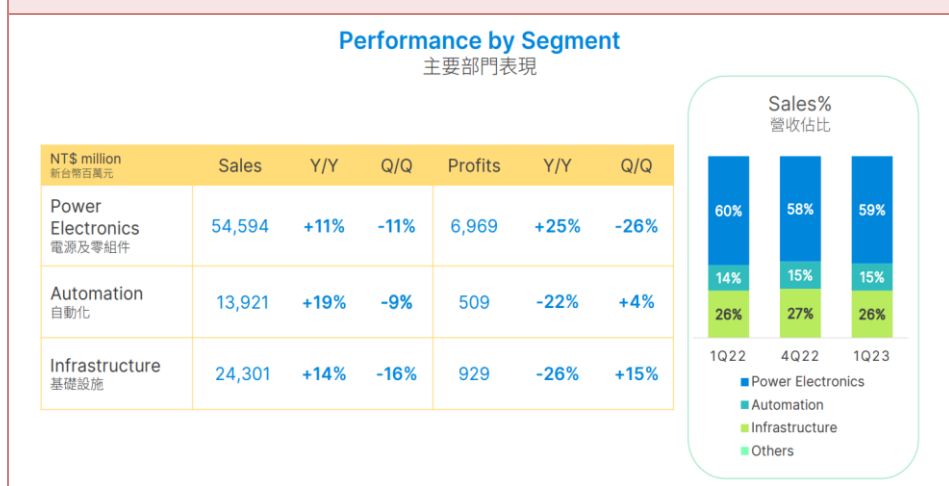 Performance by Segment
主要部門表現
NT$ million
新台幣百萬元
Sales Y/Y Q/Q Profits Y/Y Q/Q
Power
Electronics
電源及零組件
54,594 +11% -11% 6,969 +25% -26%
Automation
自動化
13,921 +19% -9% 509 -22% +4%
Infrastructure
基礎設施
24,301 +14% -16% 929 -26% +15%
Sales%
營收佔比
60% 58% 59%
14% 15% 15%
26% 27% 26%
1Q22 4Q22 1Q23
Power Electronics
Automation
Infrastructure
Others